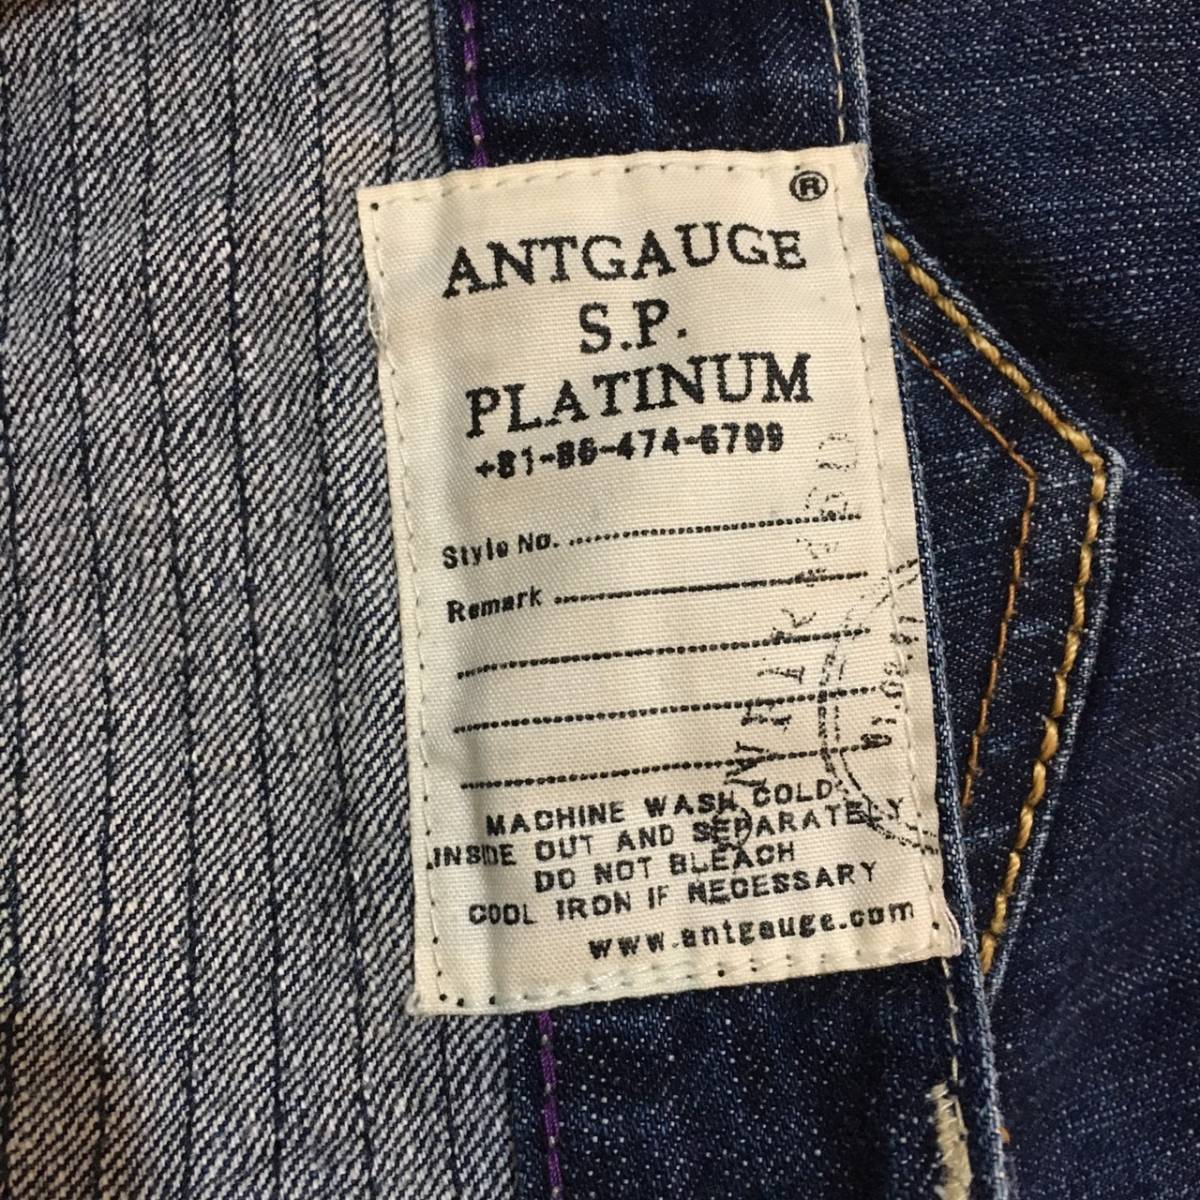 ®
ANTGAUGE
S.P.
PLATINUM
+81-86-474-6799
Style No.
Remark
MACHINE WASH COLD
INSIDE OUT AND SEPARATELY
DO NOT BLEACH
COOL IRON IF NECESSARY
www.antgauge.com